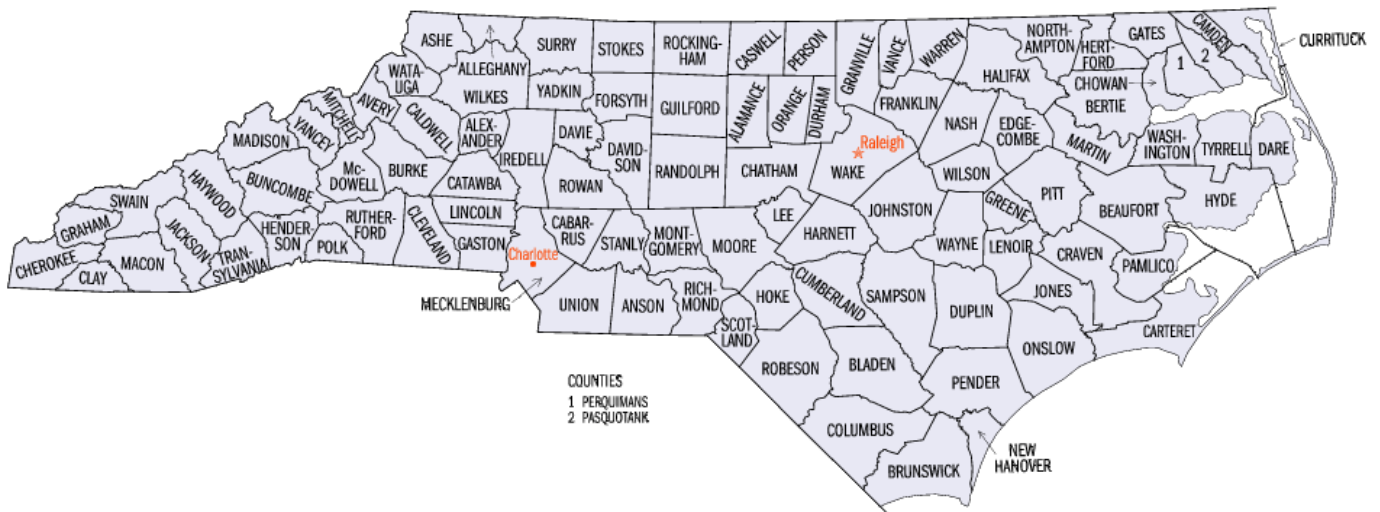 ASHE
ALLEGHANY
SURRY
STOKES
ROCKING-
HAM
CASWELL
PERSON
GRANVILLE
VANCE
WARREN
NORTH-
AMPTON
HERT-
FORD
GATES
CAMDEN
CURRITUCK
1
2
WATA-
UGA
WILKES
YADKIN
FORSYTH
GUILFORD
ALAMANCE
ORANGE
DURHAM
FRANKLIN
HALIFAX
CHOWAN
BERTIE
MITCHELL
AVERY
CALDWELL
ALEX-
ANDER
IREDELL
DAVIE
DAVID-
SON
RANDOLPH
CHATHAM
Raleigh
WAKE
NASH
EDGE-
COMBE
MARTIN
WASH-
INGTON
TYRRELL
DARE
MADISON
YANCEY
Mc-
DOWELL
BURKE
CATAWBA
ROWAN
WILSON
PITT
BEAUFORT
HYDE
SWAIN
HAYWOOD
BUNCOMBE
RUTHER-
FORD
CLEVELAND
LINCOLN
GASTON
CABAR-
RUS
STANLY
MONT-
GOMERY
MOORE
LEE
HARNETT
JOHNSTON
GREENE
WAYNE
LENOIR
CRAVEN
PAMLICO
GRAHAM
CHEROKEE
CLAY
MACON
JACKSON
TRAN-
SYLVANIA
HENDER-
SON
POLK
Charlotte
MECKLENBURG
UNION
ANSON
RICH-
MOND
SCOT-
LAND
HOKE
CUMBERLAND
SAMPSON
DUPLIN
JONES
CARTERET
ONSLOW
ROBESON
BLADEN
PENDER
COLUMBUS
BRUNSWICK
NEW
HANOVER
COUNTIES
1 PERQUIMANS
2 PASQUOTANK